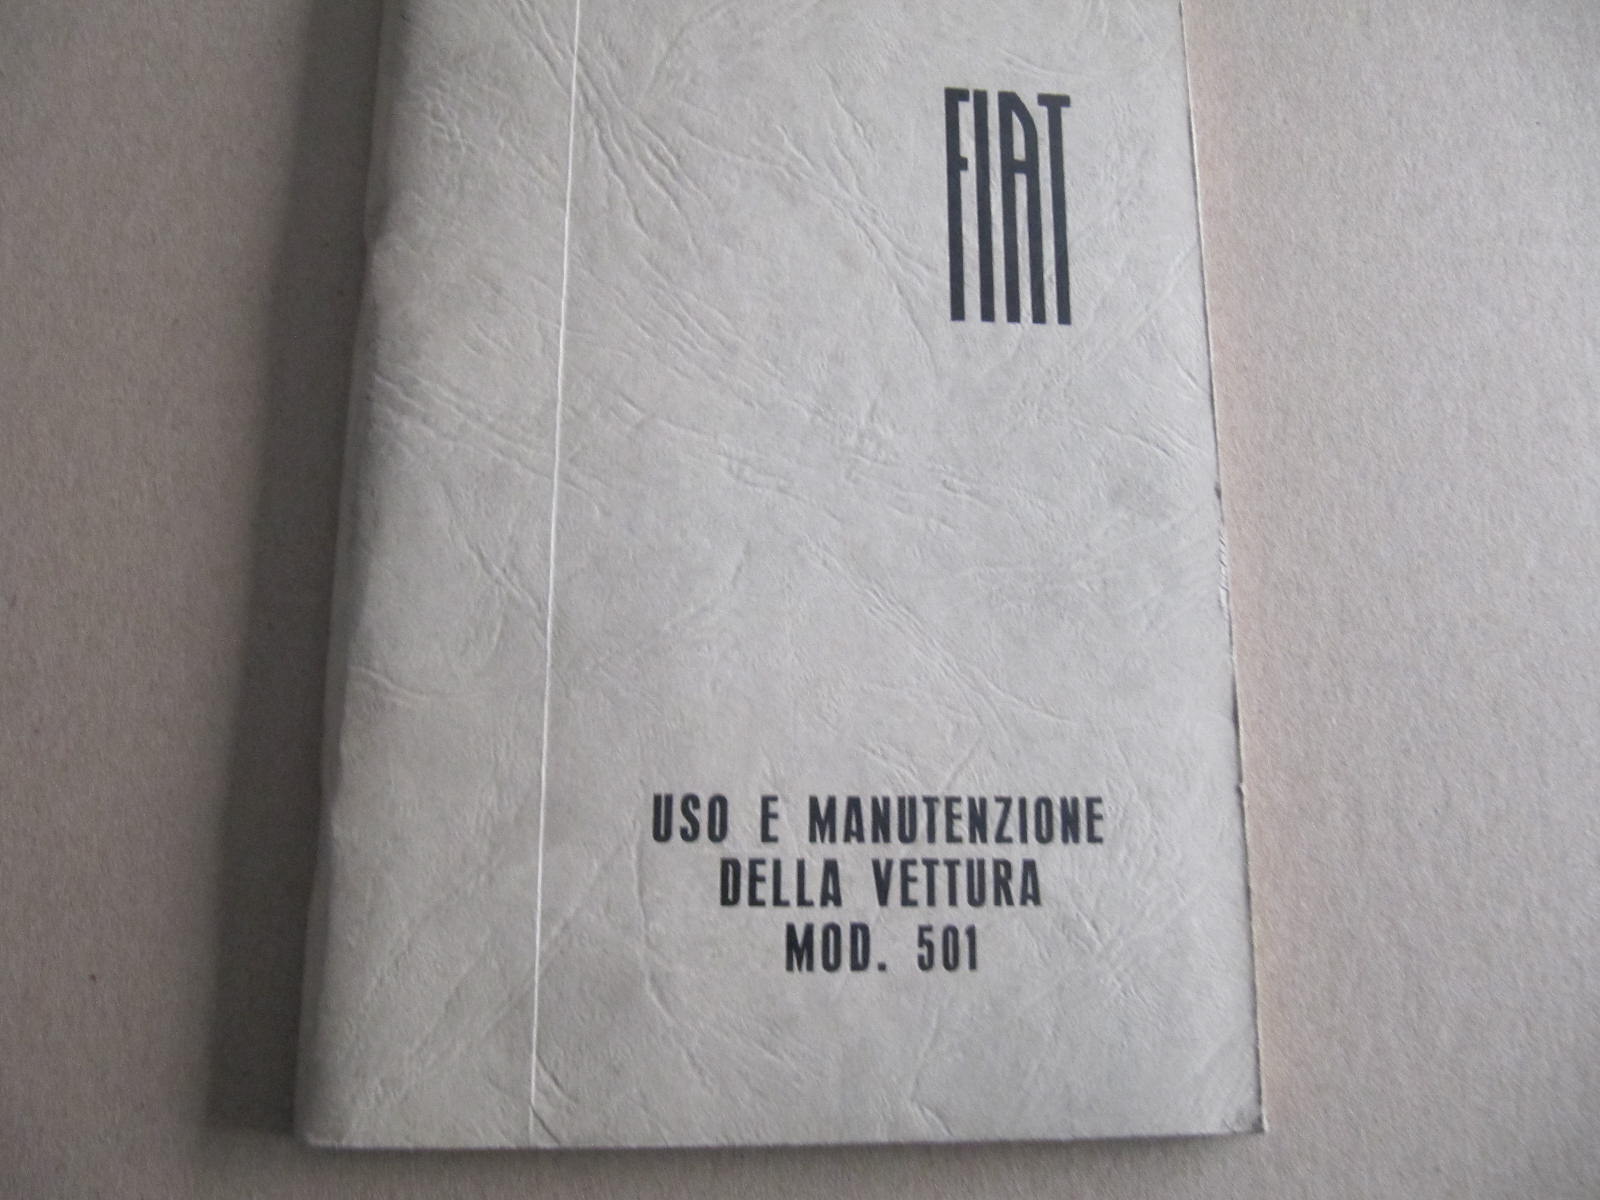 FIAT
USO E MANUTENZIONE
DELLA VETTURA
MOD. 501